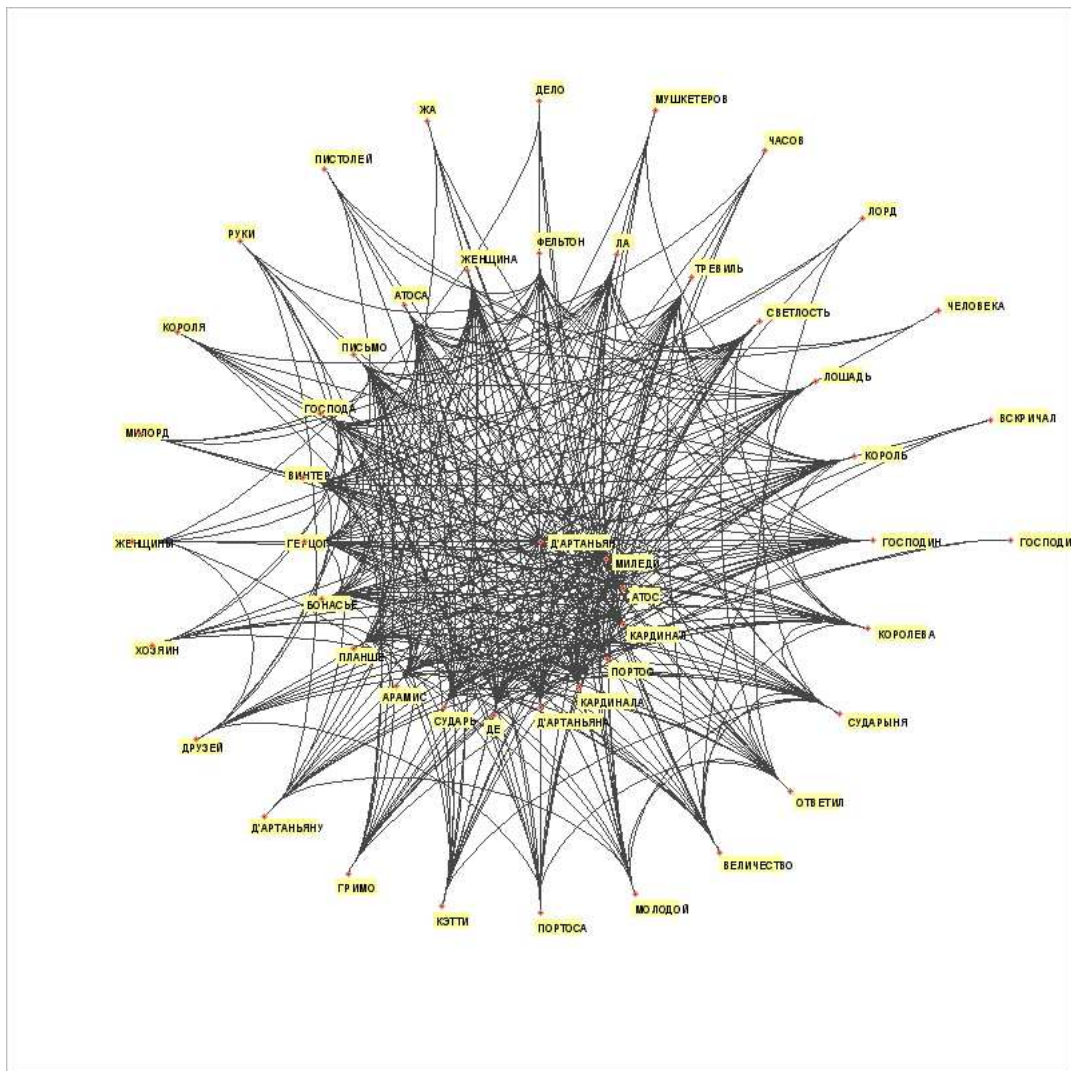 ДЕЛО
МУШКЕТЕРОВ
ЖА
ЧАСОВ
ПИСТОЛЕЙ
ЛОРД
РУКИ
ФЕЛЬТОН
ЛА
ЖЕНЩИНА
ТРЕВИЛЬ
АТОСА
ЧЕЛОВЕКА
СВЕТЛОСТЬ
КОРОЛЯ
ПИСЬМО
ЛОШАДЬ
ГОСПОДА
ВСКРИЧАЛ
МИЛОРД
КОРОЛЬ
ВИНТЕР
ЖЕНЩИНЫ
ГЕРЦОГ
Д'АРТАНЬЯН
ГОСПОДИН
ГОСПОДИ
МИЛЕДИ
АТОС
БОНАСЬЕ
КАРДИНАЛ
КОРОЛЕВА
ХОЗЯИН
ПЛАНШЕ
ПОРТОС
АРАМИС
КАРДИНАЛА
СУДАРЬ
ДЕ
Д'АРТАНЬЯНА
СУДАРЫНЯ
ДРУЗЕЙ
ОТВЕТИЛ
Д'АРТАНЬЯНУ
ВЕЛИЧЕСТВО
ГРИМО
КЭТТИ
ПОРТОСА
МОЛОДОЙ